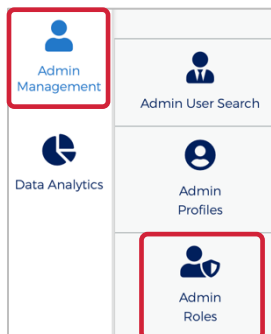 Admin
Management
Admin User Search
Data Analytics
Admin
Profiles
Admin
Roles